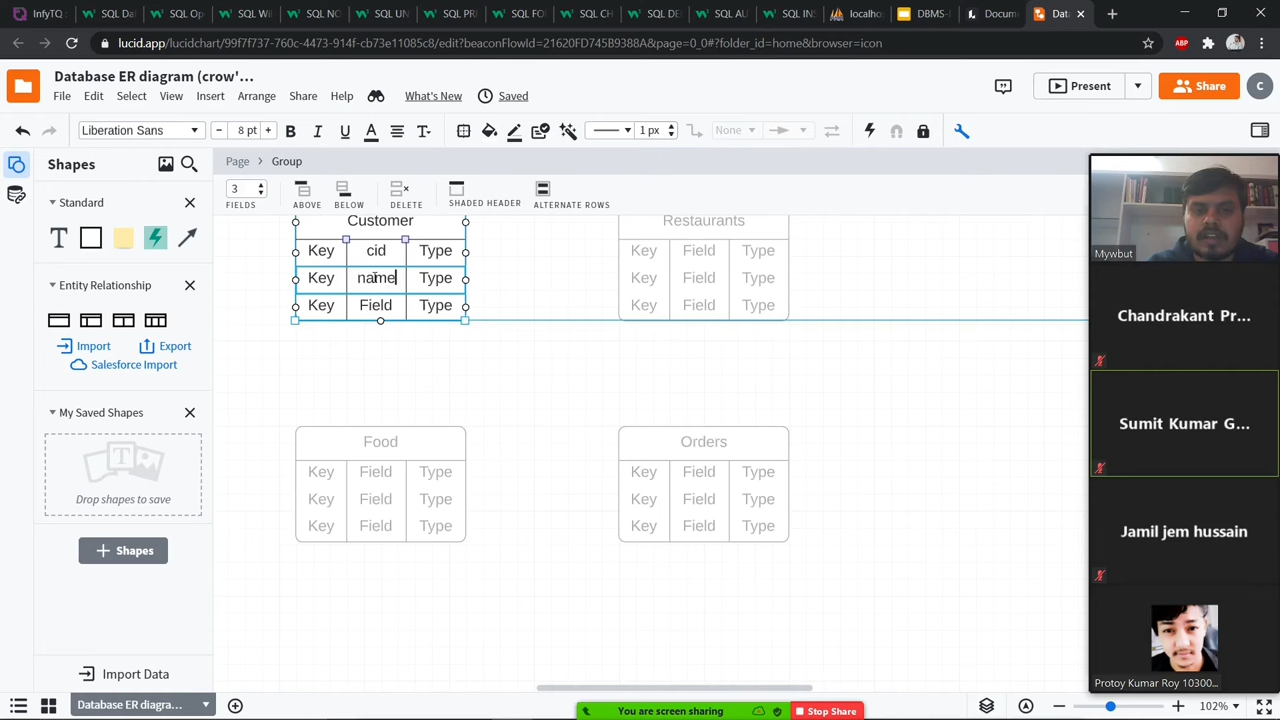 InfyTQ
SQL Da
SQL Op
SQL Wi
SQL NO
SQL UN
SQL PR
SQL FO
SQL CH
SQL DE
SQL AU
SQL INS
localho
DBMS-
Docume
Data
lucid.app/lucidchart/99f7f737-760c-4473-914f-cb73e11085c8/edit?beaconFlowId=21620FD745B9388A&page=0_0#?folder_id=home&browser=icon
ABP
Database ER diagram (crow'...
File Edit Select View Insert Arrange Share Help What's New Saved
Present
Share
C
Liberation Sans
8 pt
B I U A T
1 px
None
Shapes
Page > Group
3
FIELDS
ABOVE
BELOW
DELETE
SHADED HEADER
ALTERNATE ROWS
Standard
T
Entity Relationship
Import
Export
Salesforce Import
My Saved Shapes
T
Drop shapes to save
+ Shapes
Import Data
Customer
Key cid Type
Key name Type
Key Field Type
Restaurants
Key Field Type
Key Field Type
Key Field Type
Food
Key Field Type
Key Field Type
Key Field Type
Orders
Key Field Type
Key Field Type
Key Field Type
Mywbut
Chandrakant Pr...
Sumit Kumar G...
Jamil jem hussain
Protoy Kumar Roy 10300...
Database ER diagra...
You are screen sharing
Stop Share
102%